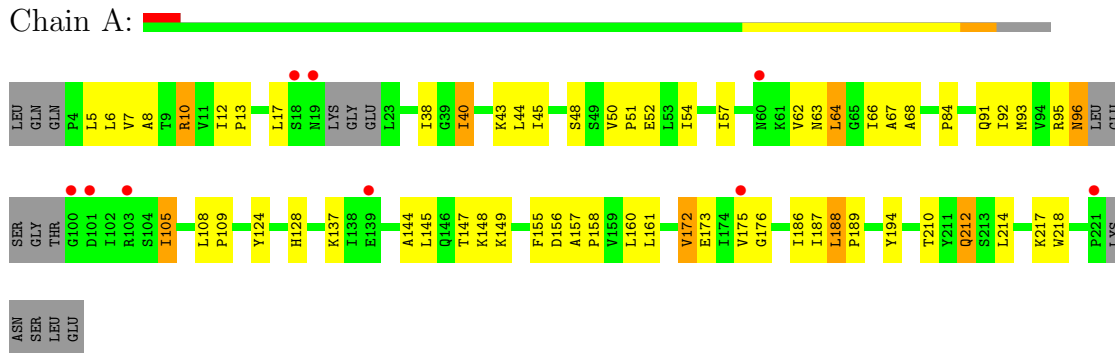 Chain A:
LEU GLN GLN P4 L5 L6 V7 A8 T9 R10 V11 I12 P13 L17 S18 N19 LYS GLY GLU L23 I38 G39 I40 K43 L44 I45 S48 S49 V50 P51 E52 L53 I54 I57 N60 K61 V62 N63 L64 G65 I66 A67 A68 P84 Q91 I92 M93 V94 R95 N96 LEU GLU
SER GLY THR G100 D101 I102 R103 S104 I105 L108 P109 Y124 H128 K137 I138 E139 A144 L145 Q146 T147 K148 K149 F155 D156 A157 P158 V159 L160 L161 V172 E173 I174 V175 G176 I186 I187 L188 P189 Y194 T210 Y211 Q212 S213 L214 K217 W218 P221 LYS
ASN SER LEU GLU